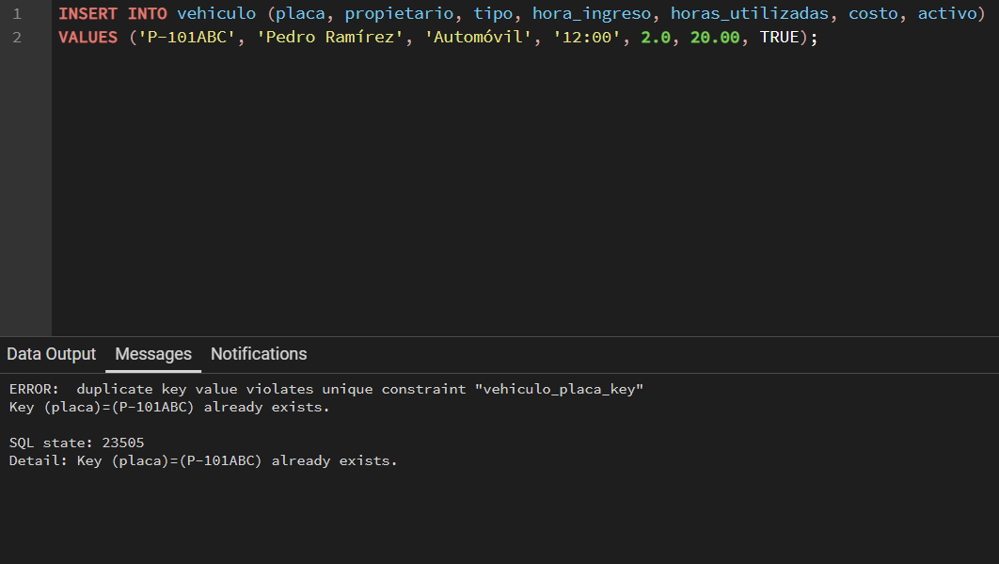 1 INSERT INTO vehiculo (placa, propietario, tipo, hora_ingreso, horas_utilizadas, costo, activo)
2 VALUES ('P-101ABC', 'Pedro Ramírez', 'Automóvil', '12:00', 2.0, 20.00, TRUE);
Data Output Messages Notifications
ERROR:  duplicate key value violates unique constraint "vehiculo_placa_key"
Key (placa)=(P-101ABC) already exists.
SQL state: 23505
Detail: Key (placa)=(P-101ABC) already exists.